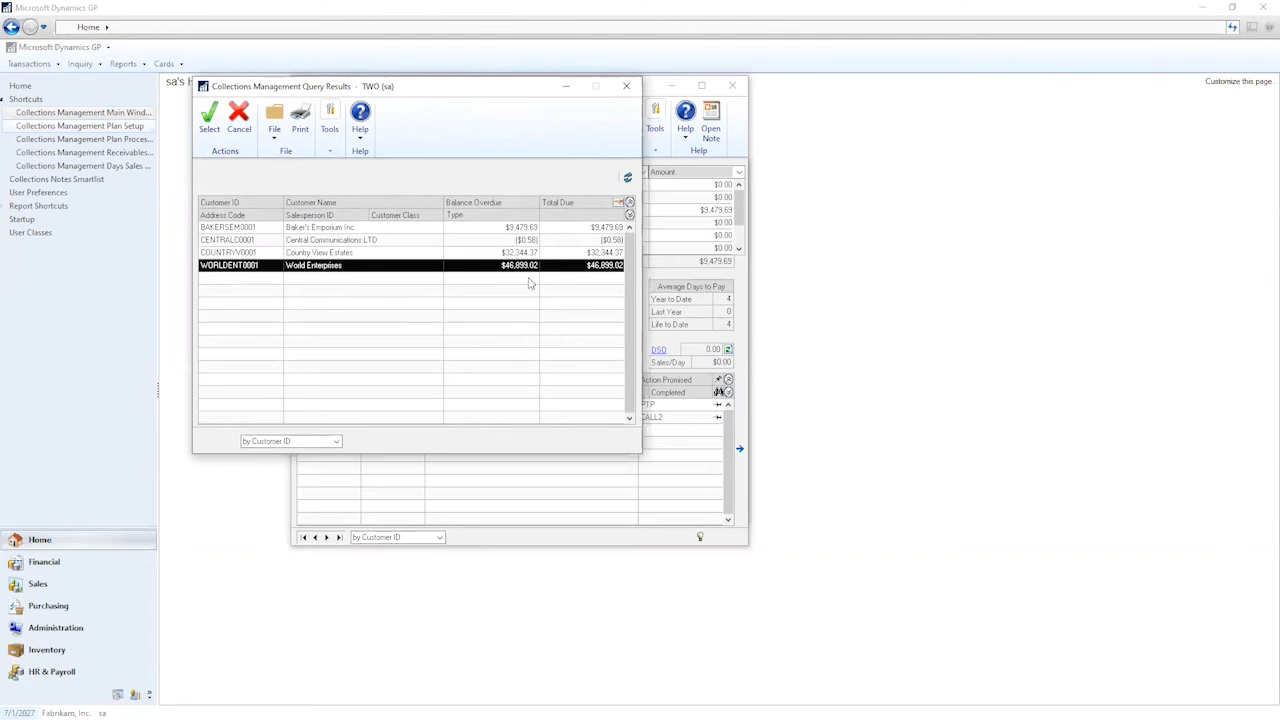 Microsoft Dynamics GP
Home
Microsoft Dynamics GP
Transactions Inquiry Reports Cards
sa's H
Customize this page
Home
Shortcuts
Collections Management Main Wind...
Collections Management Plan Setup
Collections Management Plan Proces...
Collections Management Receivables...
Collections Management Days Sales ...
Collections Notes Smartlist
User Preferences
Report Shortcuts
Startup
User Classes
Home
Financial
Sales
Purchasing
Administration
Inventory
HR & Payroll
7/1/2027 Fabrikam, Inc. sa
Collections Management Query Results - TWO (sa)
Select Cancel File Print Tools Help
Actions File Help
Customer ID Customer Name Balance Overdue Total Due
Address Code Salesperson ID Customer Class Type
BAKERSEM0001 Baker's Emporium Inc. $9,479.69 $9,479.69
CENTRALC0001 Central Communications LTD ($0.58) ($0.58)
COUNTRYV0001 Country View Estates $32,344.37 $32,344.37
WORLDENT0001 World Enterprises $46,899.02 $46,899.02
by Customer ID
Tools Help Open Note
Help
Amount
$0.00
$0.00
$9,479.69
$0.00
$0.00
$0.00
$9,479.69
Average Days to Pay
Year to Date 4
Last Year 0
Life to Date 4
DSO 0.00
Sales/Day $0.00
Action Promised
Completed
PTP
CALL2
by Customer ID